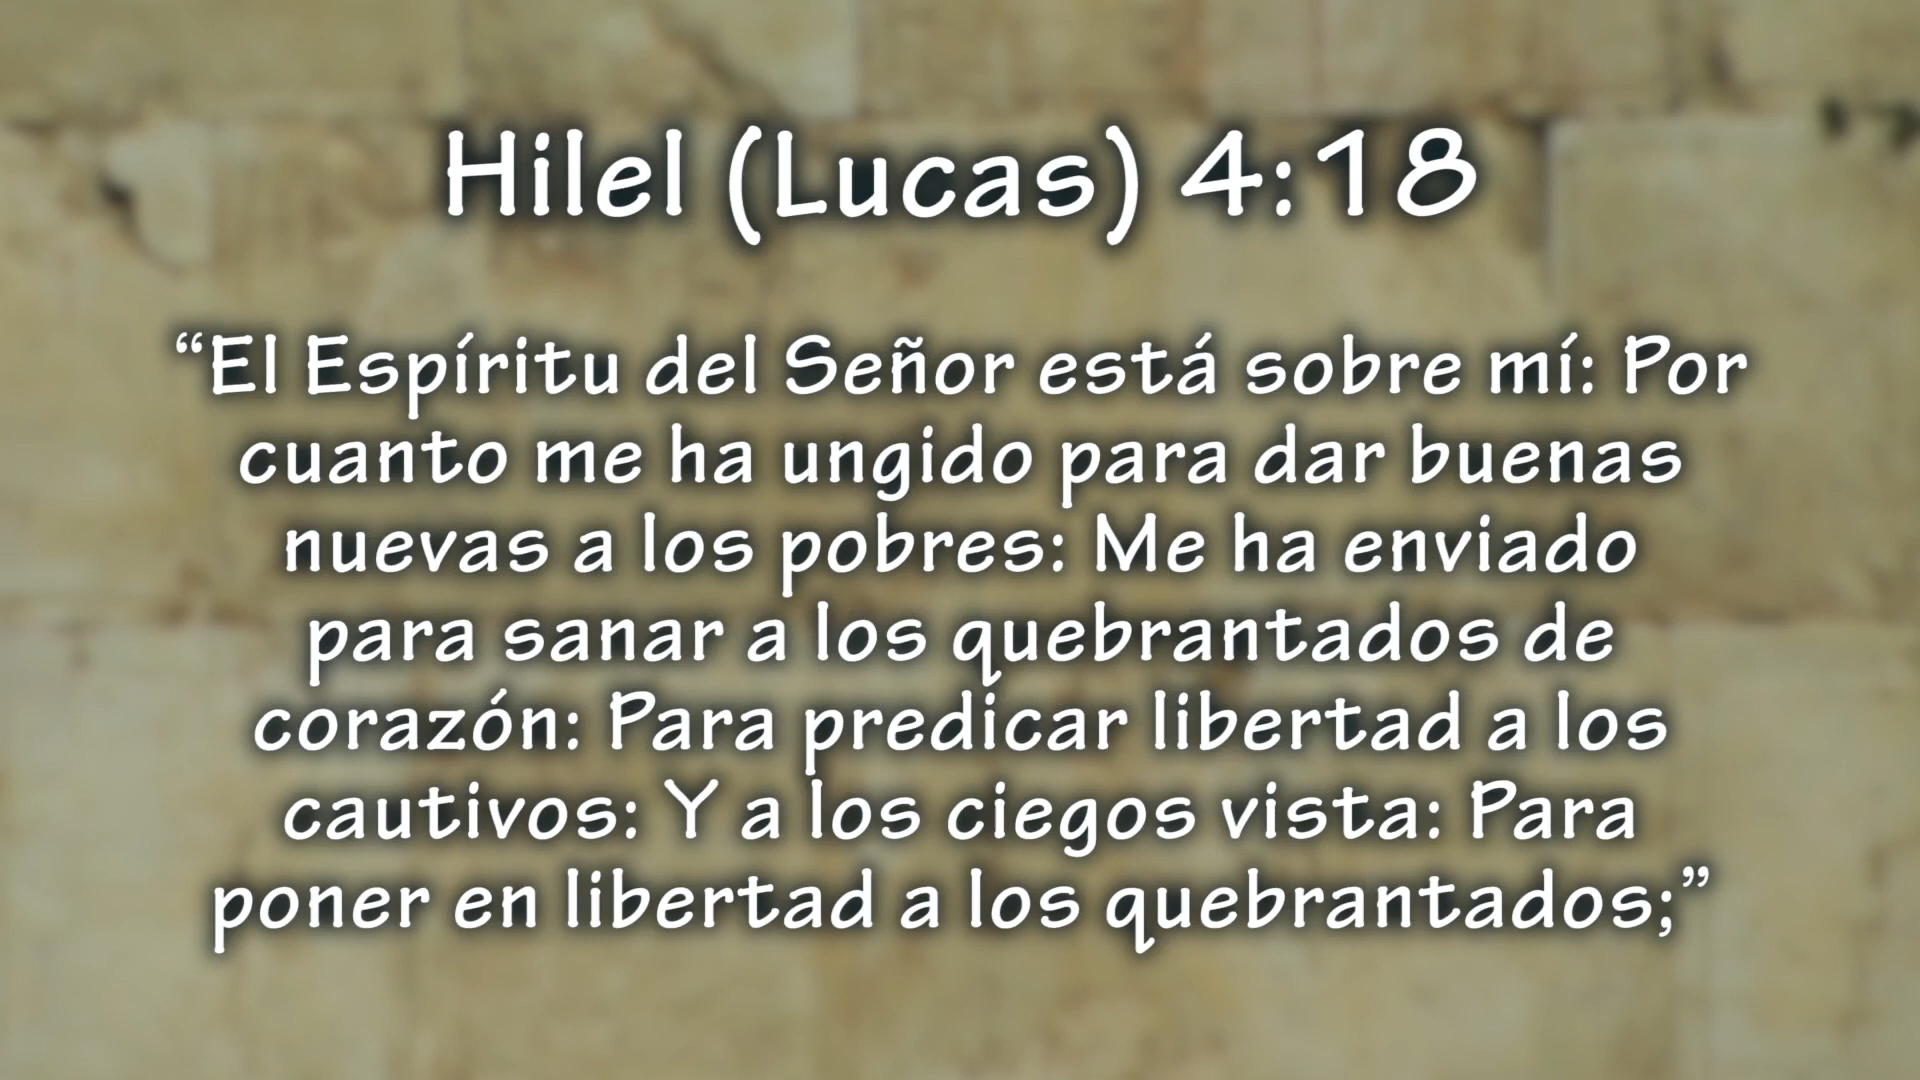 Hilel (Lucas) 4:18
“El Espíritu del Señor está sobre mí: Por
cuanto me ha ungido para dar buenas
nuevas a los pobres: Me ha enviado
para sanar a los quebrantados de
corazón: Para predicar libertad a los
cautivos: Y a los ciegos vista: Para
poner en libertad a los quebrantados;”